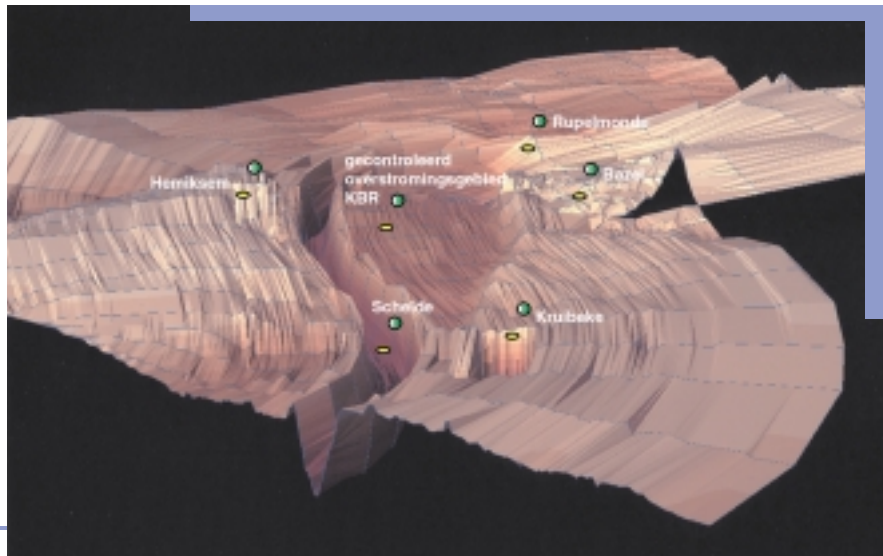 Rupelmonde
gecontroleerd
overstromingsgebied
KBR
Bazel
Hemiksem
Schelde
Kruibeke